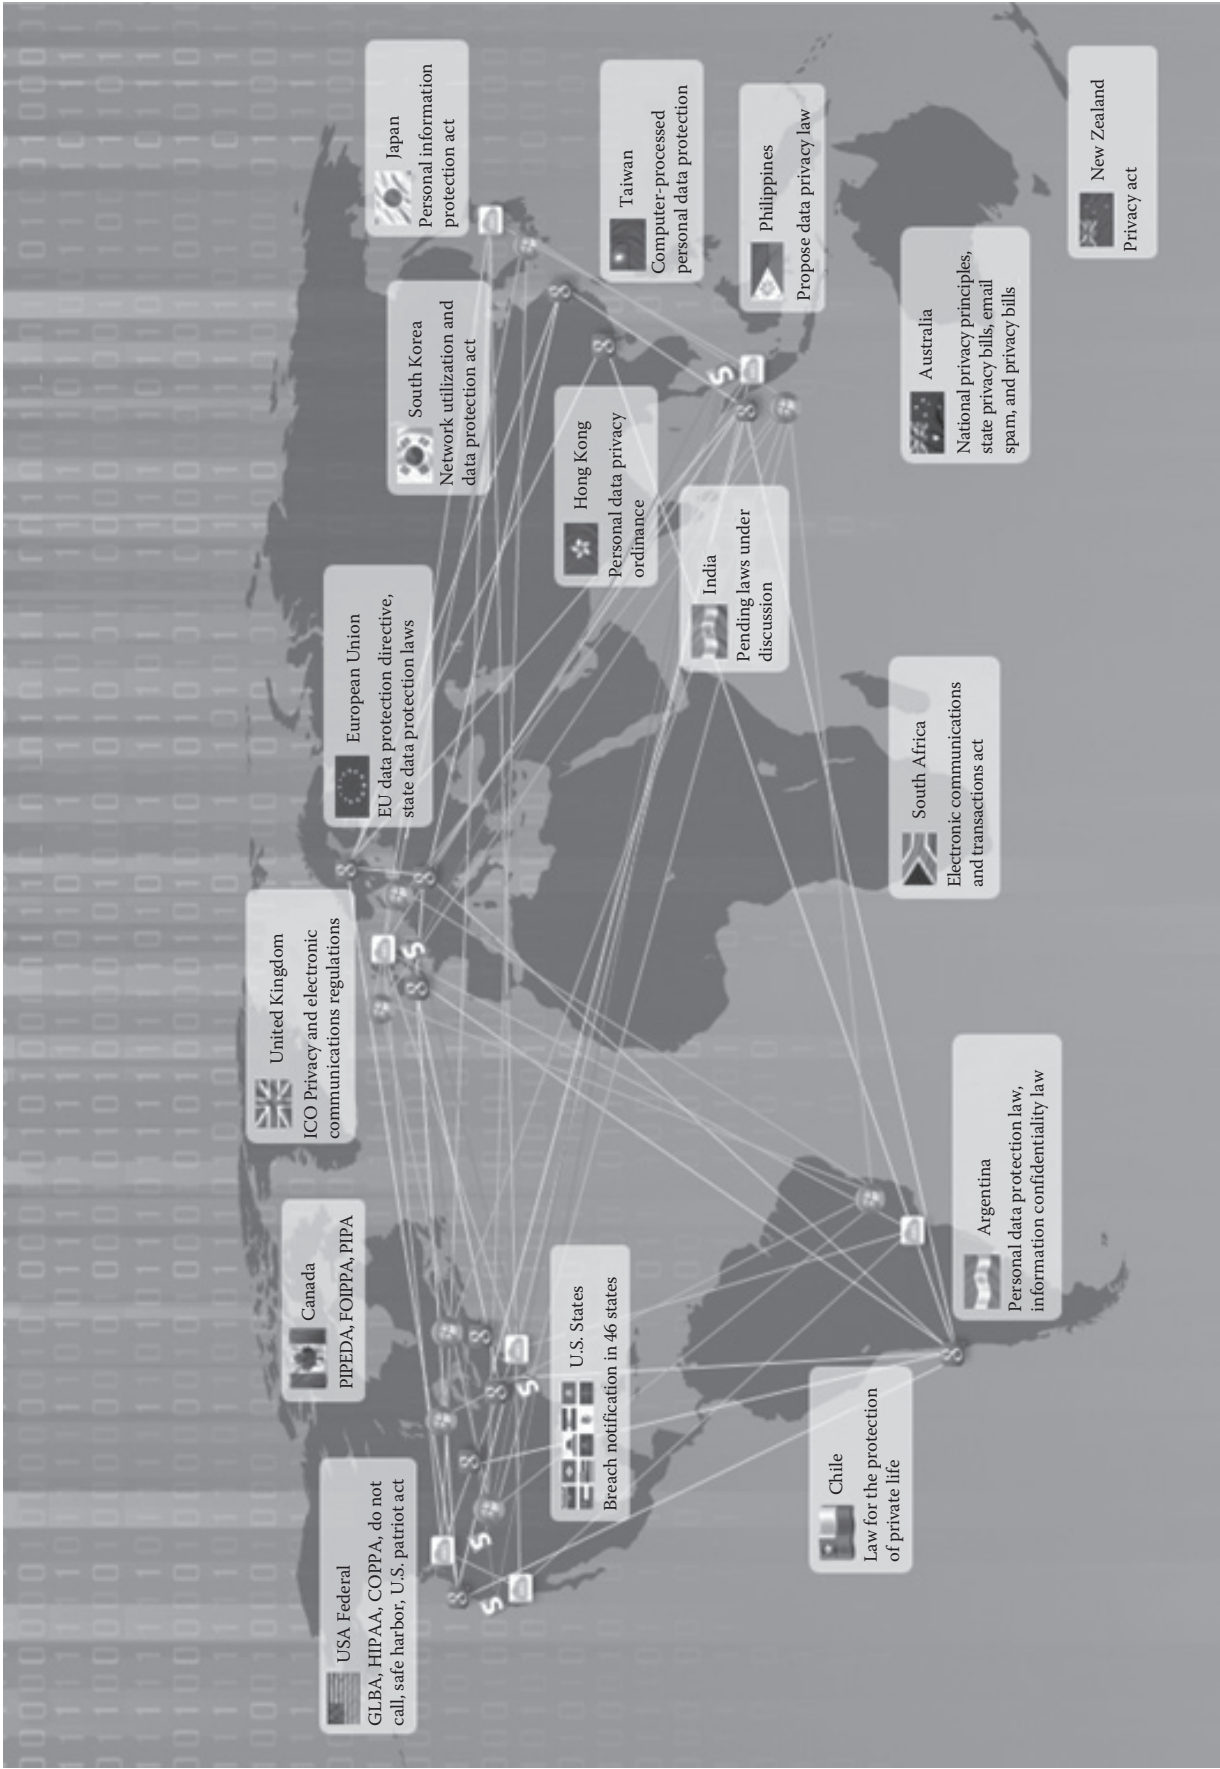 USA Federal
GLBA, HIPAA, COPPA, do not
call, safe harbor, U.S. patriot act
Canada
PIPEDA, FOIPPA, PIPA
U.S. States
Breach notification in 46 states
Chile
Law for the protection
of private life
Argentina
Personal data protection law,
information confidentiality law
United Kingdom
ICO Privacy and electronic
communications regulations
European Union
EU data protection directive,
state data protection laws
South Africa
Electronic communications
and transactions act
South Korea
Network utilization and
data protection act
Hong Kong
Personal data privacy
ordinance
India
Pending laws under
discussion
Japan
Personal information
protection act
Taiwan
Computer-processed
personal data protection
Philippines
Propose data privacy law
Australia
National privacy principles,
state privacy bills, email
spam, and privacy bills
New Zealand
Privacy act